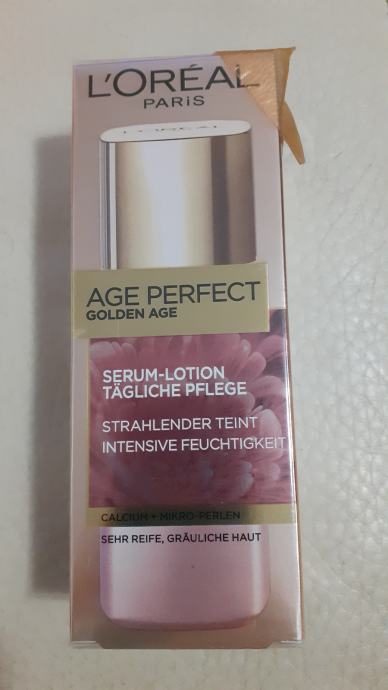 L'ORÉAL
PARiS
L'ORÉAL
AGE PERFECT
GOLDEN AGE
SERUM-LOTION
TÄGLICHE PFLEGE
STRAHLENDER TEINT
INTENSIVE FEUCHTIGKEIT
CALCIUM + MIKRO-PERLEN
SEHR REIFE, GRÄULICHE HAUT